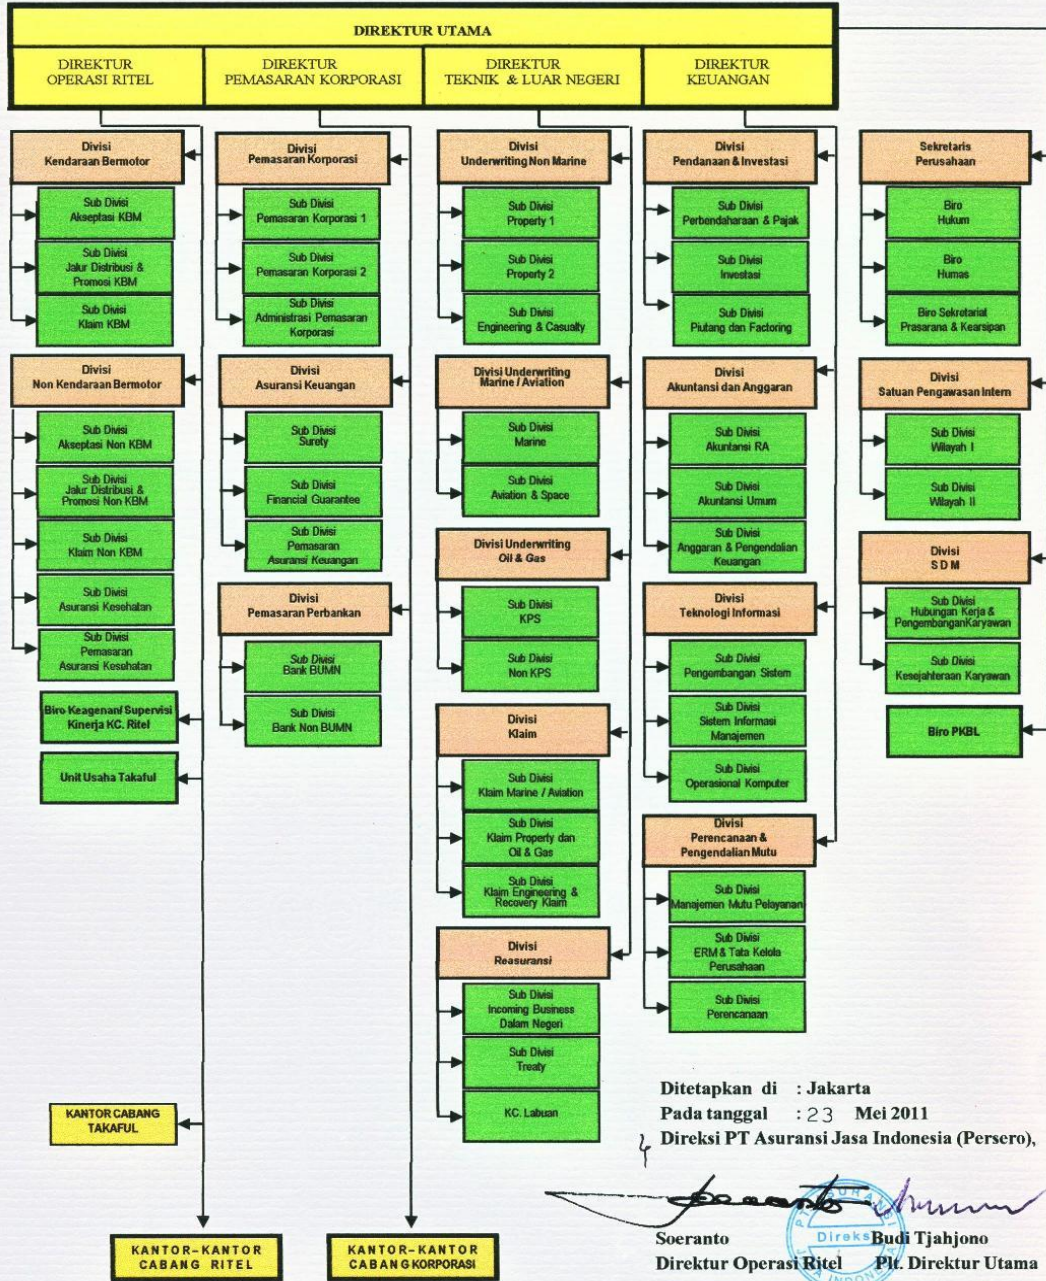 DIREKTUR UTAMA
DIREKTUR
OPERASI RITEL
DIREKTUR
PEMASARAN KORPORASI
DIREKTUR
TEKNIK & LUAR NEGERI
DIREKTUR
KEUANGAN
Divisi
Kendaraan Bermotor
Sub Divisi
Akseptasi KBM
Sub Divisi
Jalur Distribusi &
Promosi KBM
Sub Divisi
Klaim KBM
Divisi
Non Kendaraan Bermotor
Sub Divisi
Akseptasi Non KBM
Sub Divisi
Jalur Distribusi &
Promosi Non KBM
Sub Divisi
Klaim Non KBM
Sub Divisi
Asuransi Kesehatan
Sub Divisi
Pemasaran
Asuransi Kesehatan
Biro Keagenan/ Supervisi
Kinerja KC. Ritel
Unit Usaha Takaful
KANTOR CABANG
TAKAFUL
KANTOR-KANTOR
CABANG RITEL
Divisi
Pemasaran Korporasi
Sub Divisi
Pemasaran Korporasi 1
Sub Divisi
Pemasaran Korporasi 2
Sub Divisi
Administrasi Pemasaran
Korporasi
Divisi
Asuransi Keuangan
Sub Divisi
Surety
Sub Divisi
Financial Guarantee
Sub Divisi
Pemasaran
Asuransi Keuangan
Divisi
Pemasaran Perbankan
Sub Divisi
Bank BUMN
Sub Divisi
Bank Non BUMN
KANTOR-KANTOR
CABANG KORPORASI
Divisi
Underwriting Non Marine
Sub Divisi
Property 1
Sub Divisi
Property 2
Sub Divisi
Engineering & Casualty
Divisi Underwriting
Marine / Aviation
Sub Divisi
Marine
Sub Divisi
Aviation & Space
Divisi Underwriting
Oil & Gas
Sub Divisi
KPS
Sub Divisi
Non KPS
Divisi
Klaim
Sub Divisi
Klaim Marine / Aviation
Sub Divisi
Klaim Property dan
Oil & Gas
Sub Divisi
Klaim Engineering &
Recovery Klaim
Divisi
Reasuransi
Sub Divisi
Incoming Business
Dalam Negeri
Sub Divisi
Treaty
KC. Labuan
Divisi
Pendanaan & Investasi
Sub Divisi
Perbendaharaan & Pajak
Sub Divisi
Investasi
Sub Divisi
Piutang dan Factoring
Divisi
Akuntansi dan Anggaran
Sub Divisi
Akuntansi RA
Sub Divisi
Akuntansi Umum
Sub Divisi
Anggaran & Pengendalian
Keuangan
Divisi
Teknologi Informasi
Sub Divisi
Pengembangan Sistem
Sub Divisi
Sistem Informasi
Manajemen
Sub Divisi
Operasional Komputer
Divisi
Perencanaan &
Pengendalian Mutu
Sub Divisi
Manajemen Mutu Pelayanan
Sub Divisi
ERM & Tata Kelola
Perusahaan
Sub Divisi
Perencanaan
Sekretaris
Perusahaan
Biro
Hukum
Biro
Humas
Biro Sekretariat
Prasarana & Kearsipan
Divisi
Satuan Pengawasan Intern
Sub Divisi
Wilayah I
Sub Divisi
Wilayah II
Divisi
S D M
Sub Divisi
Hubungan Kerja &
Pengembangan Karyawan
Sub Divisi
Kesejahteraan Karyawan
Biro PKBL
Ditetapkan di : Jakarta
Pada tanggal : 23 Mei 2011
Direksi PT Asuransi Jasa Indonesia (Persero),
Direksi
Soeranto Budi Tjahjono
Direktur Operasi Ritel Plt. Direktur Utama